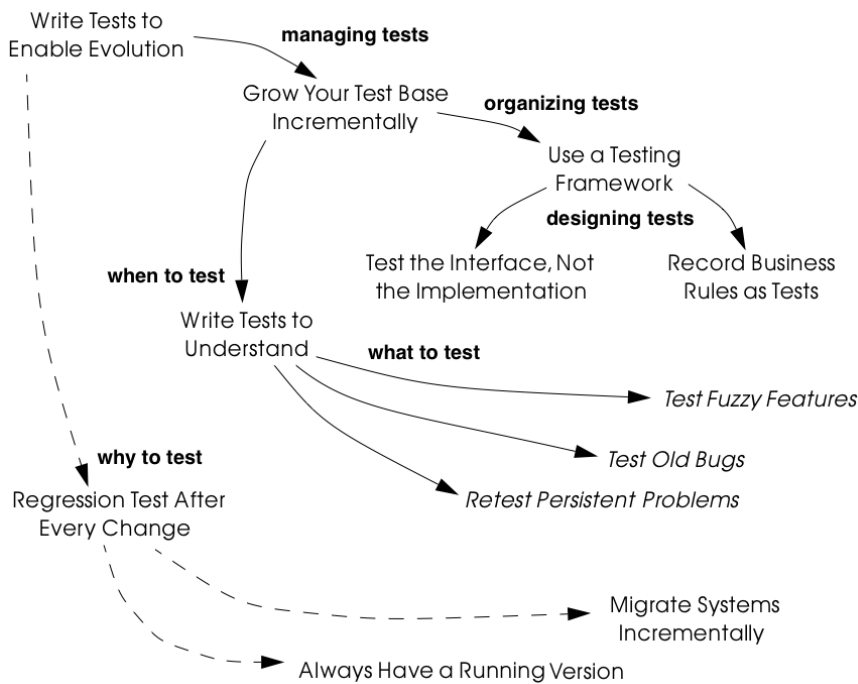 Write Tests to
Enable Evolution
managing tests
Grow Your Test Base
Incrementally
organizing tests
Use a Testing
Framework
designing tests
Test the Interface, Not
the Implementation
Record Business
Rules as Tests
when to test
Write Tests to
Understand
what to test
Test Fuzzy Features
Test Old Bugs
Retest Persistent Problems
why to test
Regression Test After
Every Change
Migrate Systems
Incrementally
Always Have a Running Version